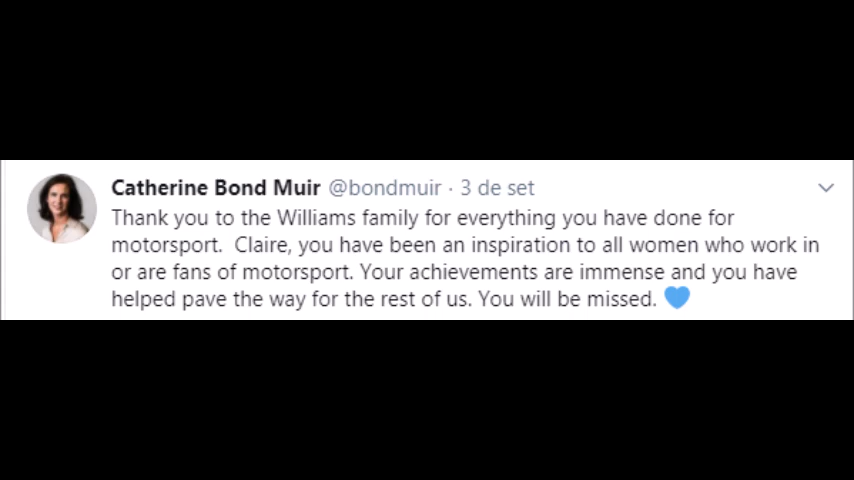 Catherine Bond Muir @bondmuir · 3 de set
Thank you to the Williams family for everything you have done for
motorsport.  Claire, you have been an inspiration to all women who work in
or are fans of motorsport. Your achievements are immense and you have
helped pave the way for the rest of us. You will be missed. 💙